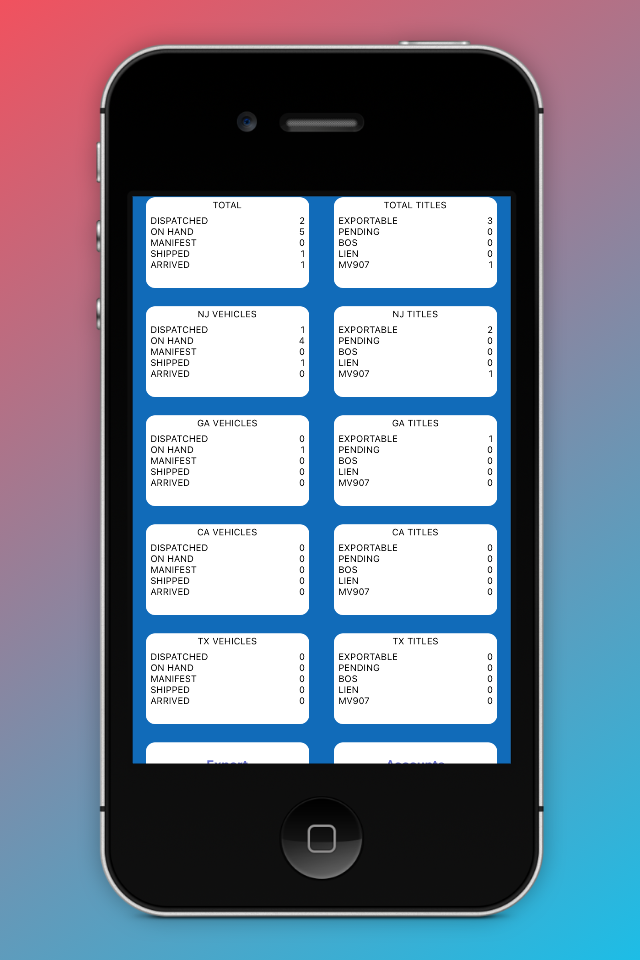 TOTAL
DISPATCHED 2
ON HAND 5
MANIFEST 0
SHIPPED 1
ARRIVED 1
TOTAL TITLES
EXPORTABLE 3
PENDING 0
BOS 0
LIEN 0
MV907 1
NJ VEHICLES
DISPATCHED 1
ON HAND 4
MANIFEST 0
SHIPPED 1
ARRIVED 0
NJ TITLES
EXPORTABLE 2
PENDING 0
BOS 0
LIEN 0
MV907 1
GA VEHICLES
DISPATCHED 0
ON HAND 1
MANIFEST 0
SHIPPED 0
ARRIVED 0
GA TITLES
EXPORTABLE 1
PENDING 0
BOS 0
LIEN 0
MV907 0
CA VEHICLES
DISPATCHED 0
ON HAND 0
MANIFEST 0
SHIPPED 0
ARRIVED 0
CA TITLES
EXPORTABLE 0
PENDING 0
BOS 0
LIEN 0
MV907 0
TX VEHICLES
DISPATCHED 0
ON HAND 0
MANIFEST 0
SHIPPED 0
ARRIVED 0
TX TITLES
EXPORTABLE 0
PENDING 0
BOS 0
LIEN 0
MV907 0
Export
Accounts